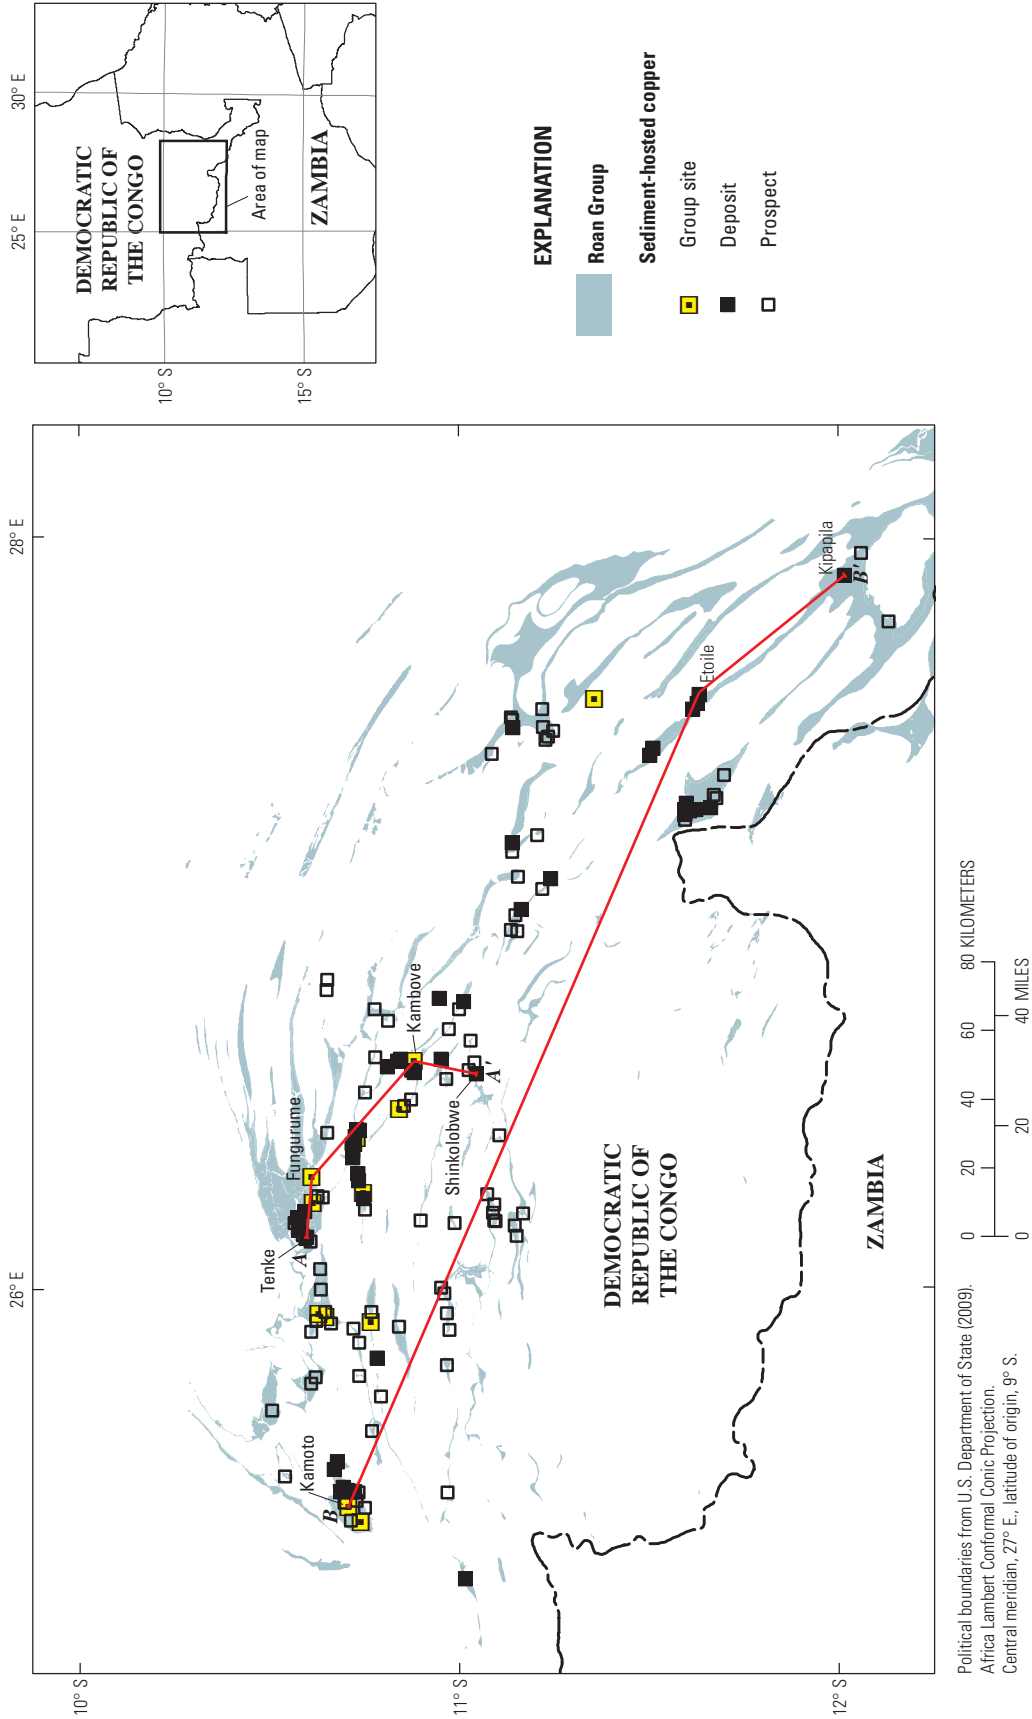 26° E
28° E
10° S
11° S
12° S
Kamoto
B
Tenke
A
Fungurume
Kambove
Shinkolobwe
A'
Etoile
Kipapila
B'
DEMOCRATIC
REPUBLIC OF
THE CONGO
ZAMBIA
0 20 40 60 80 KILOMETERS
0 20 40 MILES
Political boundaries from U.S. Department of State (2009).
Africa Lambert Conformal Conic Projection.
Central meridian, 27° E., latitude of origin, 9° S.
25° E
30° E
10° S
15° S
DEMOCRATIC
REPUBLIC OF
THE CONGO
Area of map
ZAMBIA
EXPLANATION
Roan Group
Sediment-hosted copper
Group site
Deposit
Prospect